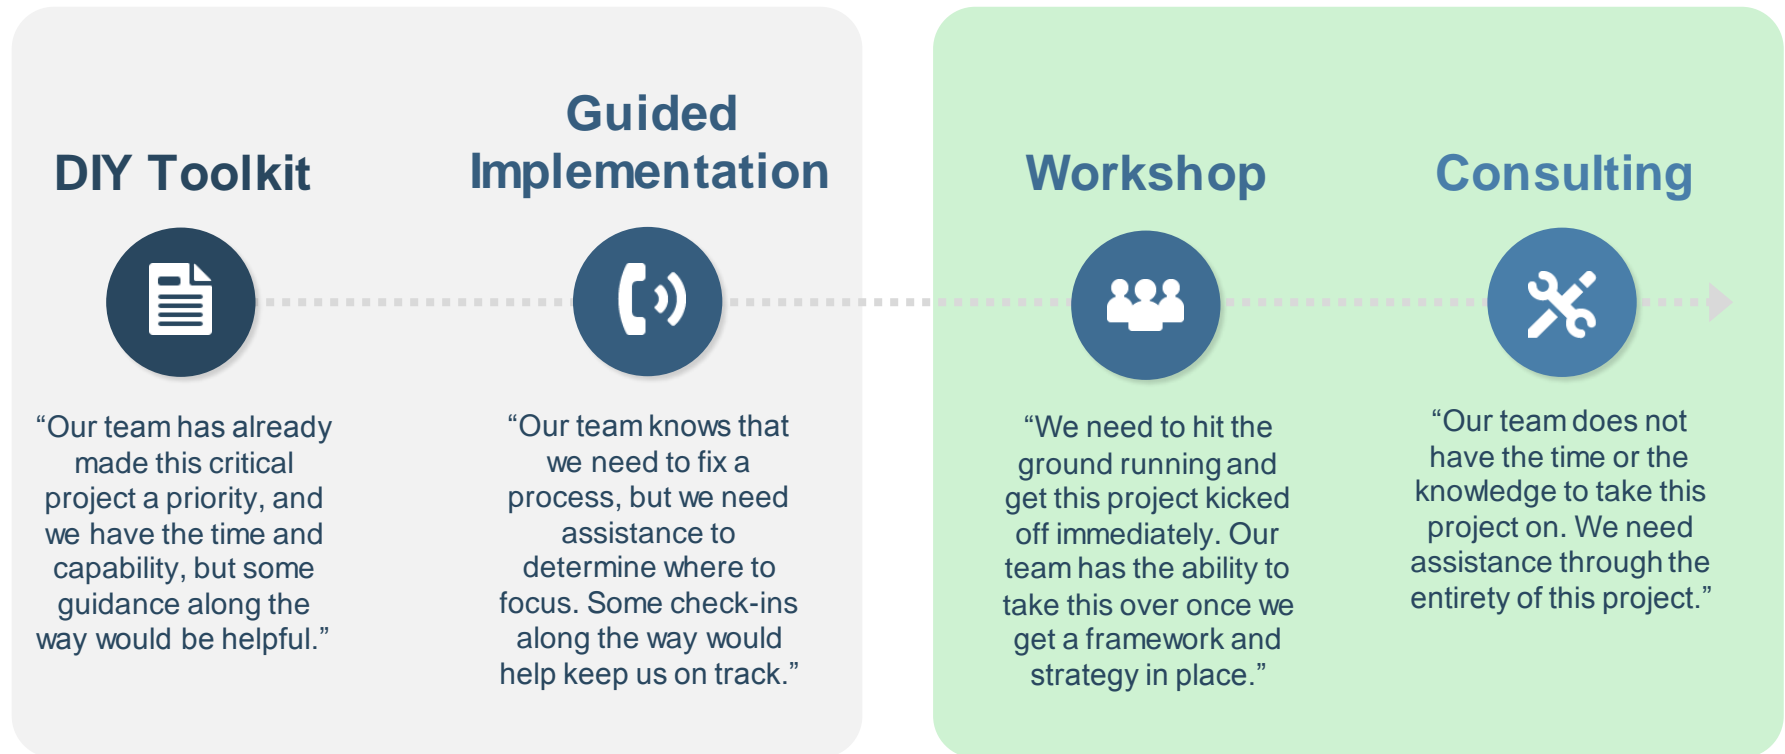 DIY Toolkit
“Our team has already
made this critical
project a priority, and
we have the time and
capability, but some
guidance along the
way would be helpful.”
Guided
Implementation
“Our team knows that
we need to fix a
process, but we need
assistance to
determine where to
focus. Some check-ins
along the way would
help keep us on track.”
Workshop
“We need to hit the
ground running and
get this project kicked
off immediately. Our
team has the ability to
take this over once we
get a framework and
strategy in place.”
Consulting
“Our team does not
have the time or the
knowledge to take this
project on. We need
assistance through the
entirety of this project.”